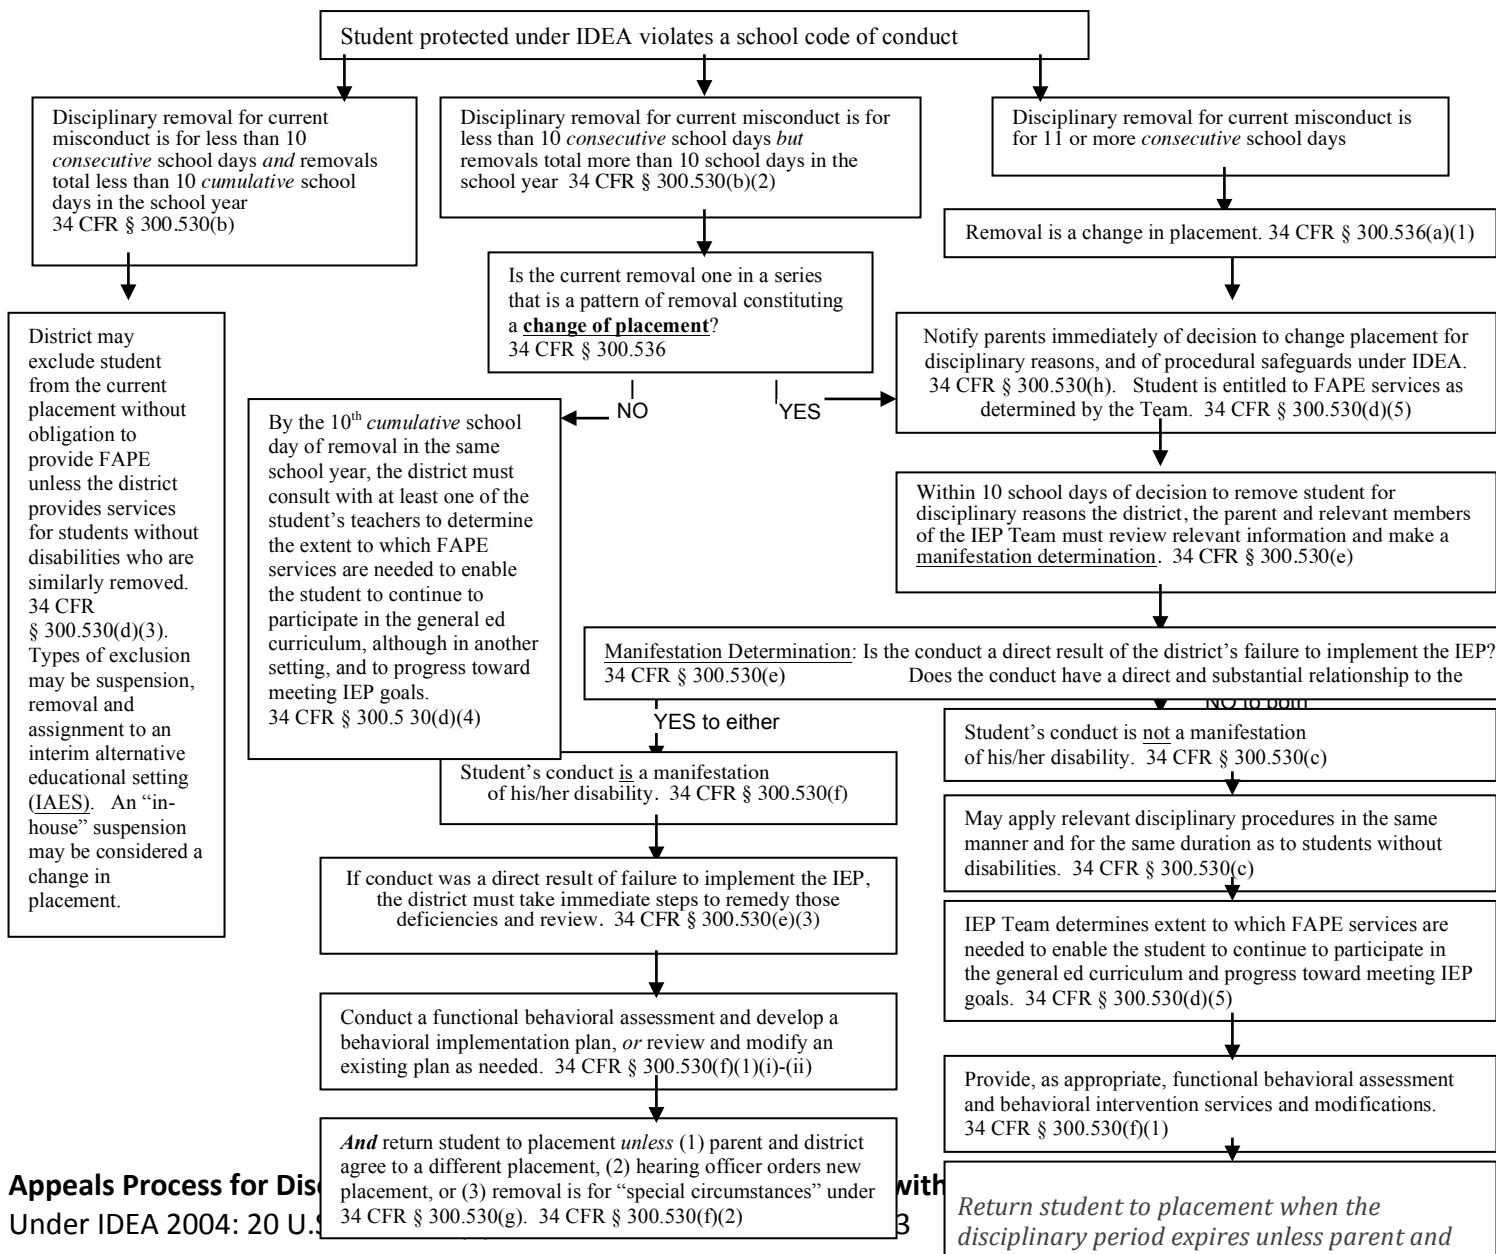 Student protected under IDEA violates a school code of conduct
Disciplinary removal for current
misconduct is for less than 10
consecutive school days and removals
total less than 10 cumulative school
days in the school year
34 CFR § 300.530(b)
Disciplinary removal for current misconduct is for
less than 10 consecutive school days but
removals total more than 10 school days in the
school year 34 CFR § 300.530(b)(2)
Disciplinary removal for current misconduct is
for 11 or more consecutive school days
Removal is a change in placement. 34 CFR § 300.536(a)(1)
Is the current removal one in a series
that is a pattern of removal constituting
a change of placement?
34 CFR § 300.536
NO
YES
District may
exclude student
from the current
placement without
obligation to
provide FAPE
unless the district
provides services
for students without
disabilities who are
similarly removed.
34 CFR
§ 300.530(d)(3).
Types of exclusion
may be suspension,
removal and
assignment to an
interim alternative
educational setting
(IAES). An “in-
house” suspension
may be considered a
change in
placement.
By the 10th cumulative school
day of removal in the same
school year, the district must
consult with at least one of the
student’s teachers to determine
the extent to which FAPE
services are needed to enable
the student to continue to
participate in the general ed
curriculum, although in another
setting, and to progress toward
meeting IEP goals.
34 CFR § 300.5 30(d)(4)
Notify parents immediately of decision to change placement for
disciplinary reasons, and of procedural safeguards under IDEA.
34 CFR § 300.530(h). Student is entitled to FAPE services as
determined by the Team. 34 CFR § 300.530(d)(5)
Within 10 school days of decision to remove student for
disciplinary reasons the district, the parent and relevant members
of the IEP Team must review relevant information and make a
manifestation determination. 34 CFR § 300.530(e)
Manifestation Determination: Is the conduct a direct result of the district’s failure to implement the IEP?
34 CFR § 300.530(e) Does the conduct have a direct and substantial relationship to the
YES to either
NO to both
Student’s conduct is a manifestation
of his/her disability. 34 CFR § 300.530(f)
If conduct was a direct result of failure to implement the IEP,
the district must take immediate steps to remedy those
deficiencies and review. 34 CFR § 300.530(e)(3)
Conduct a functional behavioral assessment and develop a
behavioral implementation plan, or review and modify an
existing plan as needed. 34 CFR § 300.530(f)(1)(i)-(ii)
And return student to placement unless (1) parent and district
agree to a different placement, (2) hearing officer orders new
placement, or (3) removal is for “special circumstances” under
34 CFR § 300.530(g). 34 CFR § 300.530(f)(2)
Student’s conduct is not a manifestation
of his/her disability. 34 CFR § 300.530(c)
May apply relevant disciplinary procedures in the same
manner and for the same duration as to students without
disabilities. 34 CFR § 300.530(c)
IEP Team determines extent to which FAPE services are
needed to enable the student to continue to participate in
the general ed curriculum and progress toward meeting IEP
goals. 34 CFR § 300.530(d)(5)
Provide, as appropriate, functional behavioral assessment
and behavioral intervention services and modifications.
34 CFR § 300.530(f)(1)
Return student to placement when the
disciplinary period expires unless parent and
Appeals Process for Dis with
Under IDEA 2004: 20 U.S 3